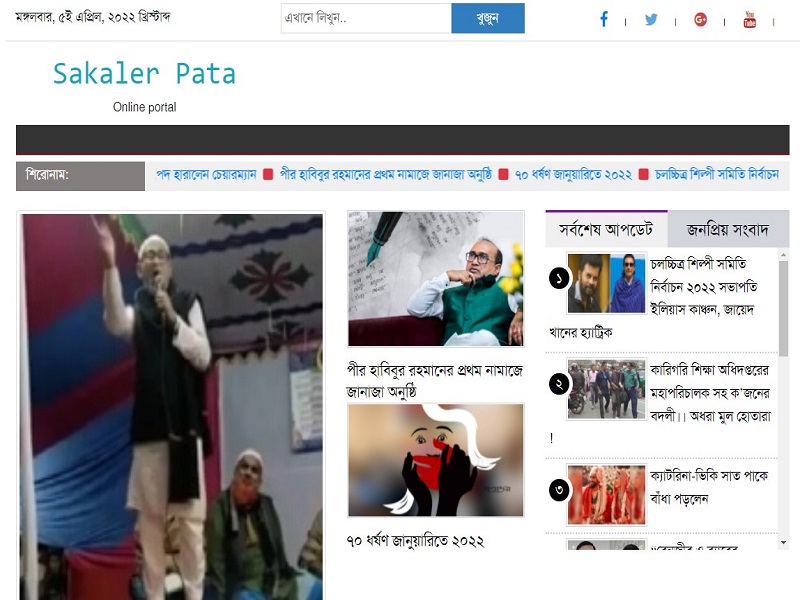 মঙ্গলবার, ৫ই এপ্রিল, ২০২২ খ্রিস্টাব্দ
এখানে লিখুন..
খুজুন
Sakaler Pata
Online portal
শিরোনাম:
পদ হারালেন চেয়ারম্যান
পীর হাবিবুর রহমানের প্রথম নামাজে জানাজা অনুষ্ঠি
৭০ ধর্ষণ জানুয়ারিতে ২০২২
চলচ্চিত্র শিল্পী সমিতি নির্বাচন
পীর হাবিবুর রহমানের প্রথম নামাজে
জানাজা অনুষ্ঠি
৭০ ধর্ষণ জানুয়ারিতে ২০২২
সর্বশেষ আপডেট
জনপ্রিয় সংবাদ
১
চলচ্চিত্র শিল্পী সমিতি
নির্বাচন ২০২২ সভাপতি
ইলিয়াস কাঞ্চন, জায়েদ
খানের হ্যাট্রিক
২
কারিগরি শিক্ষা অধিদপ্তরের
মহাপরিচালক সহ ক'জনের
বদলী।। অধরা মুল হোতারা
!
৩
ক্যাটরিনা-ভিকি সাত পাকে
বাঁধা পড়লেন